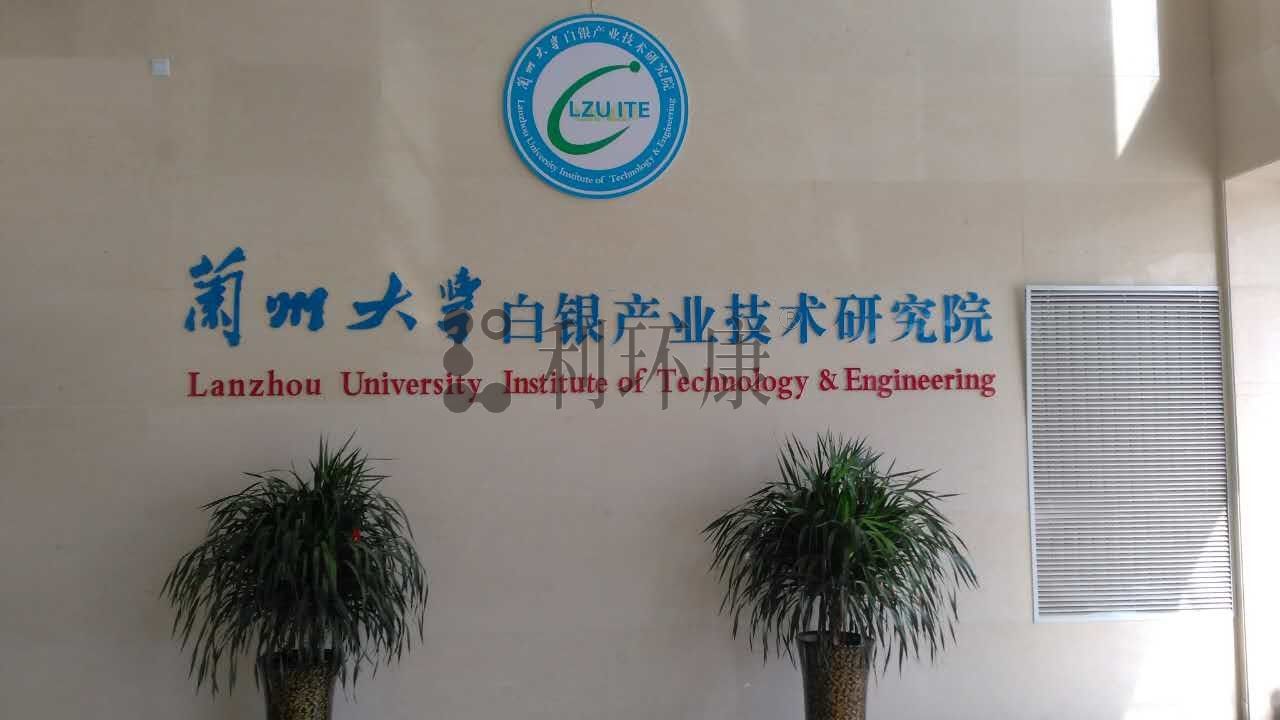 蘭州大学白银产业技术研究院
LZU ITE
Lanzhou University Institute of Technology & Engineering
蘭州大学白银产业技术研究院
Lanzhou University Institute of Technology & Engineering
利环康®